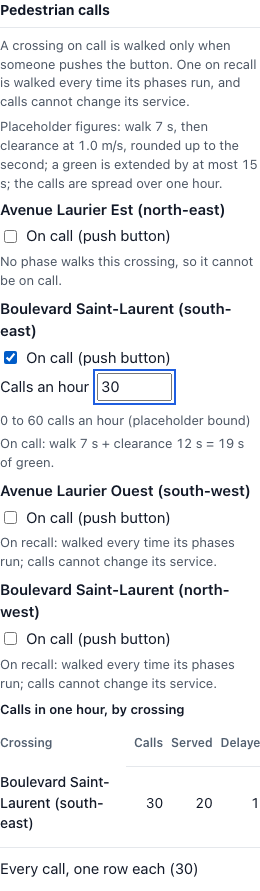 Pedestrian calls
A crossing on call is walked only when
someone pushes the button. One on recall
is walked every time its phases run, and
calls cannot change its service.
Placeholder figures: walk 7 s, then
clearance at 1.0 m/s, rounded up to the
second; a green is extended by at most 15
s; the calls are spread over one hour.
Avenue Laurier Est (north-east)
On call (push button)
No phase walks this crossing, so it cannot
be on call.
Boulevard Saint-Laurent (south-
east)
On call (push button)
Calls an hour 30
0 to 60 calls an hour (placeholder bound)
On call: walk 7 s + clearance 12 s = 19 s
of green.
Avenue Laurier Ouest (south-west)
On call (push button)
On recall: walked every time its phases
run; calls cannot change its service.
Boulevard Saint-Laurent (north-
west)
On call (push button)
On recall: walked every time its phases
run; calls cannot change its service.
Calls in one hour, by crossing
Crossing Calls Served Delaye
Boulevard Saint-
Laurent (south- 30 20 1
east)
Every call, one row each (30)